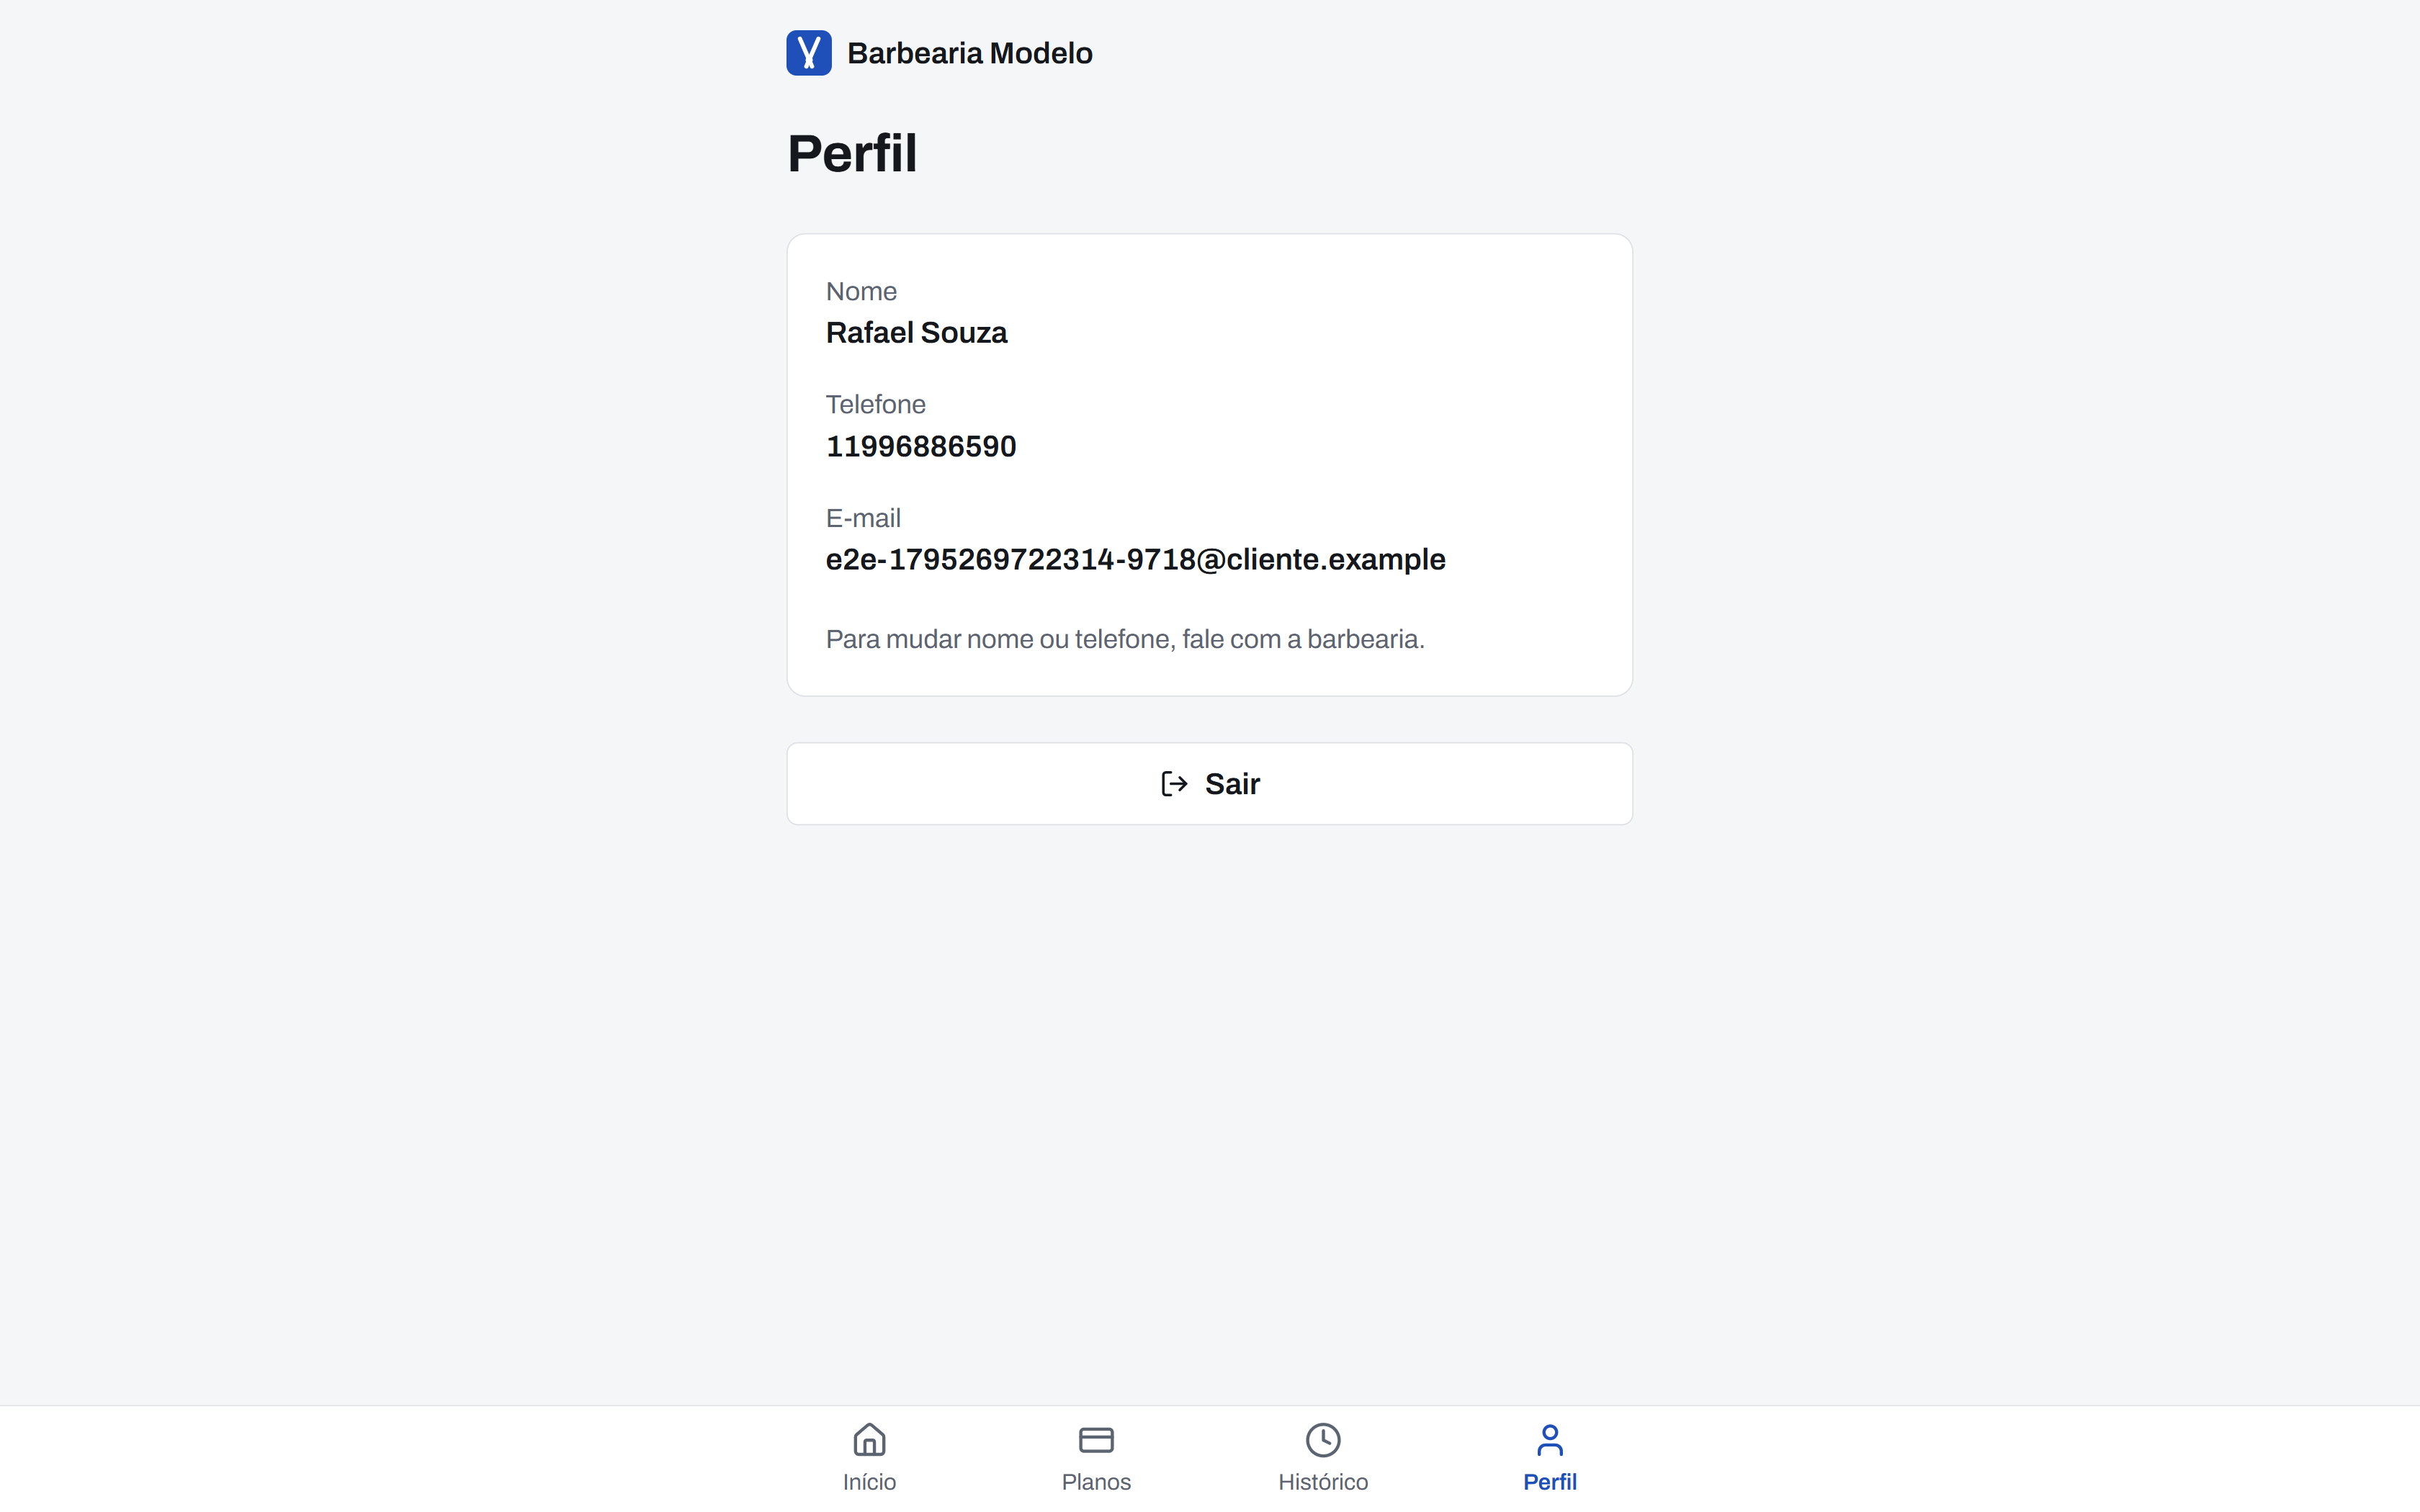 Barbearia Modelo
Perfil
Nome
Rafael Souza
Telefone
11996886590
E-mail
e2e-1795269722314-9718@cliente.example
Para mudar nome ou telefone, fale com a barbearia.
Sair
Início
Planos
Histórico
Perfil